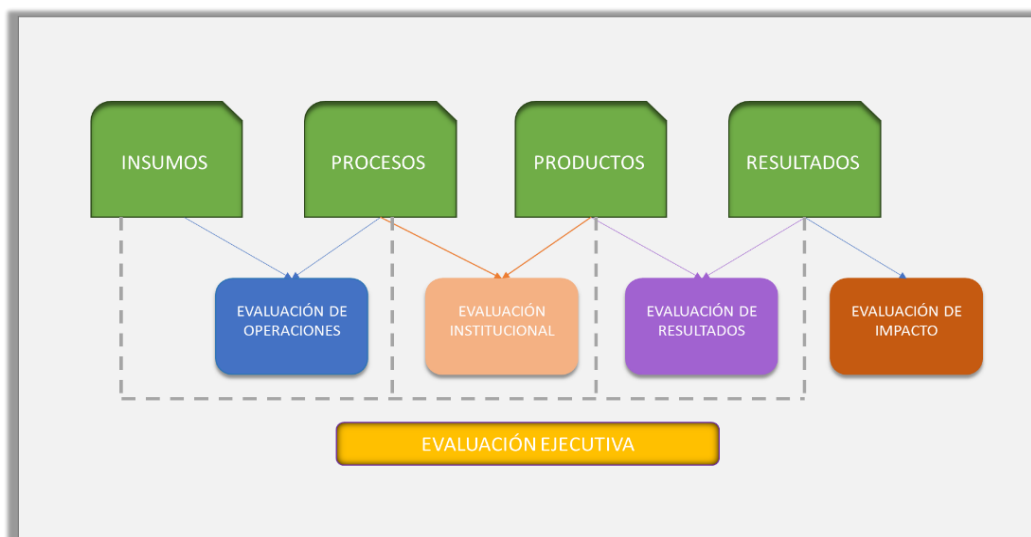 INSUMOS
PROCESOS
PRODUCTOS
RESULTADOS
EVALUACIÓN DE
OPERACIONES
EVALUACIÓN
INSTITUCIONAL
EVALUACIÓN DE
RESULTADOS
EVALUACIÓN DE
IMPACTO
EVALUACIÓN EJECUTIVA